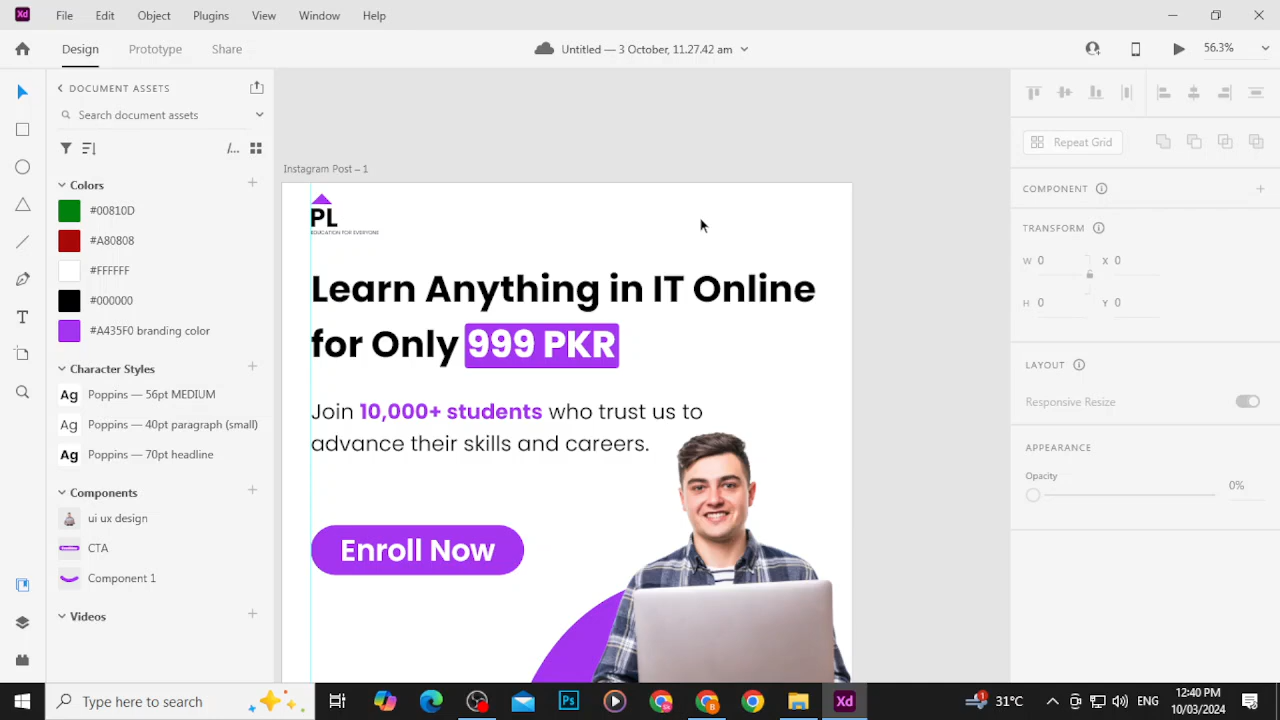 Xd File Edit Object Plugins View Window Help
Design Prototype Share
Untitled — 3 October, 11.27.42 am
56.3%
DOCUMENT ASSETS
Search document assets
/...
Colors
#00810D
#A80808
#FFFFFF
#000000
#A435F0 branding color
Character Styles
Ag Poppins — 56pt MEDIUM
Ag Poppins — 40pt paragraph (small)
Ag Poppins — 70pt headline
Components
ui ux design
CTA
Component 1
Videos
Instagram Post – 1
PL
EDUCATION FOR EVERYONE
Learn Anything in IT Online
for Only 999 PKR
Join 10,000+ students who trust us to
advance their skills and careers.
Enroll Now
Repeat Grid
COMPONENT
TRANSFORM
W 0 X 0
H 0 Y 0
LAYOUT
Responsive Resize
APPEARANCE
Opacity
0%
Type here to search
Ps
Xd
1
31°C
ENG
12:40 PM
10/03/2024